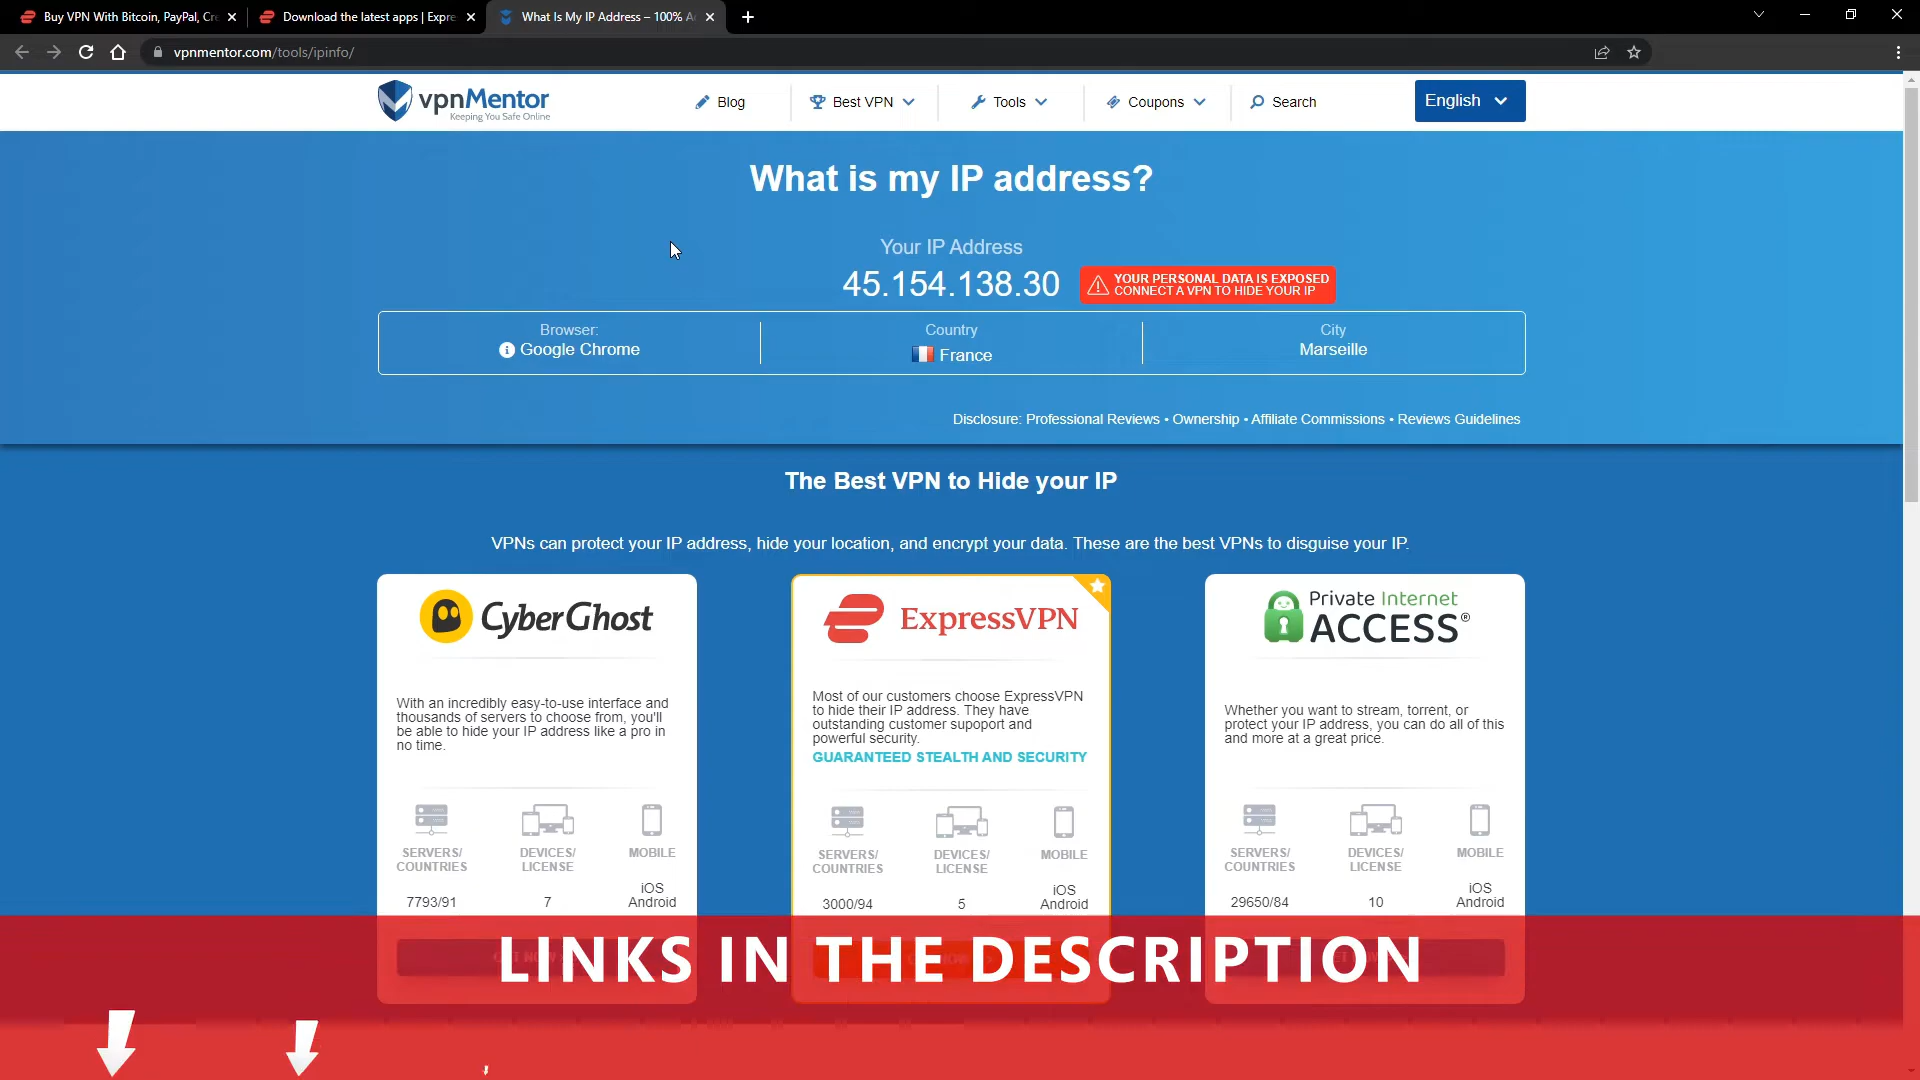 Buy VPN With Bitcoin, PayPal, Cre
Download the latest apps | Expre
What Is My IP Address – 100% A
vpnmentor.com/tools/ipinfo/
vpnMentor
Keeping You Safe Online
Blog
Best VPN
Tools
Coupons
Search
English
What is my IP address?
Your IP Address
45.154.138.30
YOUR PERSONAL DATA IS EXPOSED
CONNECT A VPN TO HIDE YOUR IP
Browser:
Google Chrome
Country
France
City
Marseille
Disclosure: Professional Reviews • Ownership • Affiliate Commissions • Reviews Guidelines
The Best VPN to Hide your IP
VPNs can protect your IP address, hide your location, and encrypt your data. These are the best VPNs to disguise your IP.
CyberGhost
With an incredibly easy-to-use interface and
thousands of servers to choose from, you'll
be able to hide your IP address like a pro in
no time.
SERVERS/
COUNTRIES
DEVICES/
LICENSE
MOBILE
7793/91
7
iOS
Android
ExpressVPN
Most of our customers choose ExpressVPN
to hide their IP address. They have
outstanding customer supoport and
powerful security.
GUARANTEED STEALTH AND SECURITY
SERVERS/
COUNTRIES
DEVICES/
LICENSE
MOBILE
3000/94
5
iOS
Android
Private Internet
ACCESS®
Whether you want to stream, torrent, or
protect your IP address, you can do all of this
and more at a great price.
SERVERS/
COUNTRIES
DEVICES/
LICENSE
MOBILE
29650/84
10
iOS
Android
LINKS IN THE DESCRIPTION